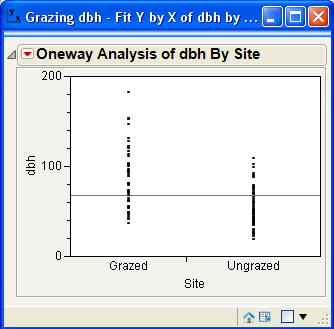 Grazing dbh - Fit Y by X of dbh by ...
Oneway Analysis of dbh By Site
200
100
0
dbh
Grazed Ungrazed
Site